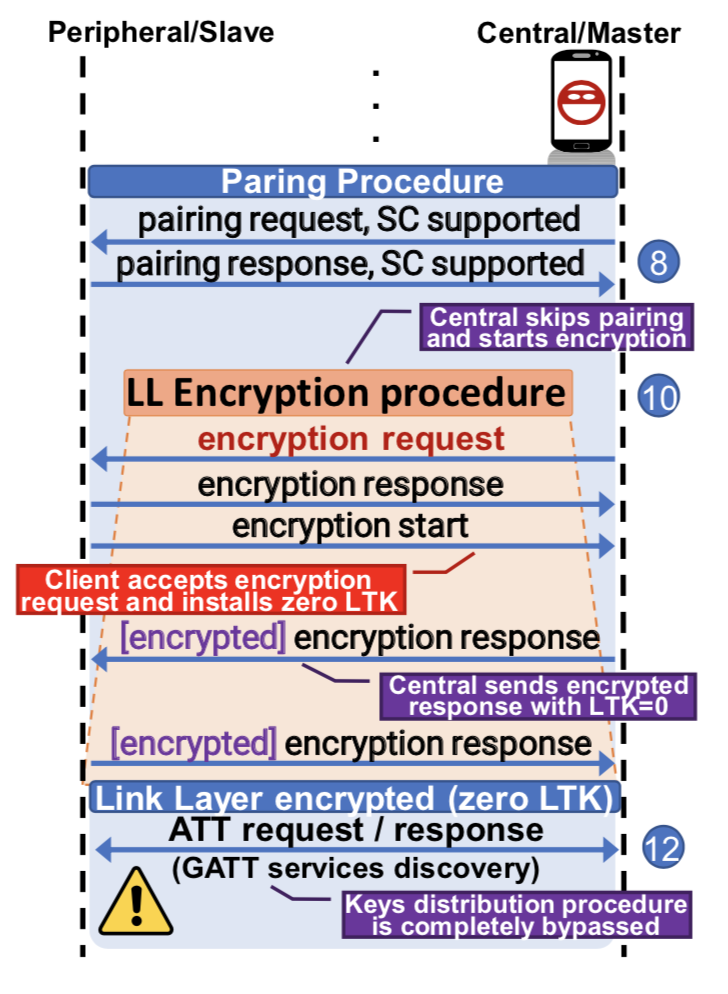 Peripheral/Slave
Central/Master
Paring Procedure
pairing request, SC supported
pairing response, SC supported
8
Central skips pairing
and starts encryption
LL Encryption procedure
10
encryption request
encryption response
encryption start
Client accepts encryption
request and installs zero LTK
[encrypted] encryption response
Central sends encrypted
response with LTK=0
[encrypted] encryption response
Link Layer encrypted (zero LTK)
ATT request / response
12
(GATT services discovery)
Keys distribution procedure
is completely bypassed